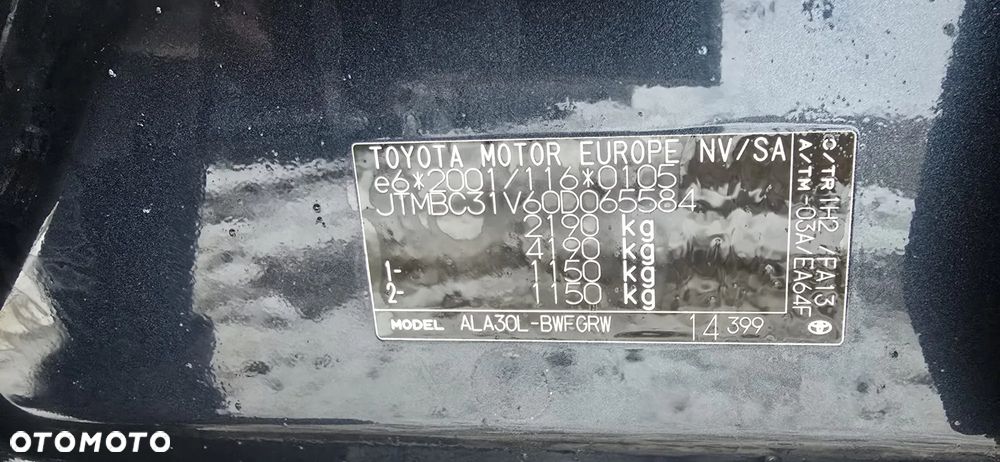 TOYOTA MOTOR EUROPE NV/SA
e6*2001/116*0105
JTMBC31V60D065584
2190 kg
4190 kg
1- 1150 kg
2- 1150 kg
MODEL ALA30L-BWFGRW 14 399
C/TR 1H2 /FA13
A/TM -03A/EA64F
OTOMOTO